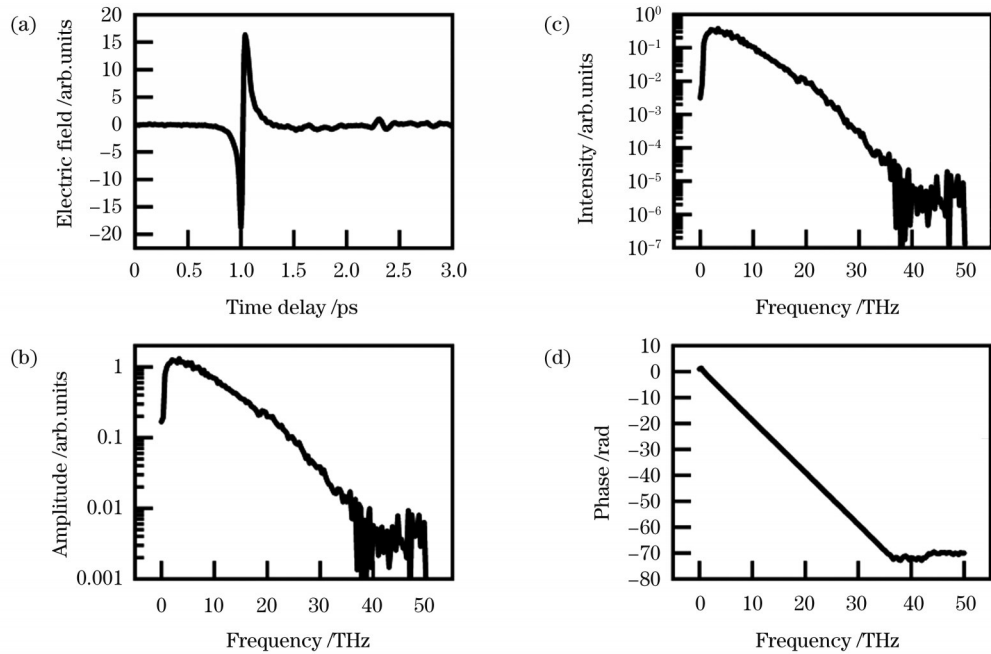 (a)
Electric field /arb.units
20
15
10
5
0
−5
−10
−15
−20
0 0.5 1.0 1.5 2.0 2.5 3.0
Time delay /ps
(c)
Intensity /arb.units
10⁰
10⁻¹
10⁻²
10⁻³
10⁻⁴
10⁻⁵
10⁻⁶
10⁻⁷
0 10 20 30 40 50
Frequency /THz
(b)
Amplitude /arb.units
1
0.1
0.01
0.001
0 10 20 30 40 50
Frequency /THz
(d)
Phase /rad
10
0
−10
−20
−30
−40
−50
−60
−70
−80
0 10 20 30 40 50
Frequency /THz